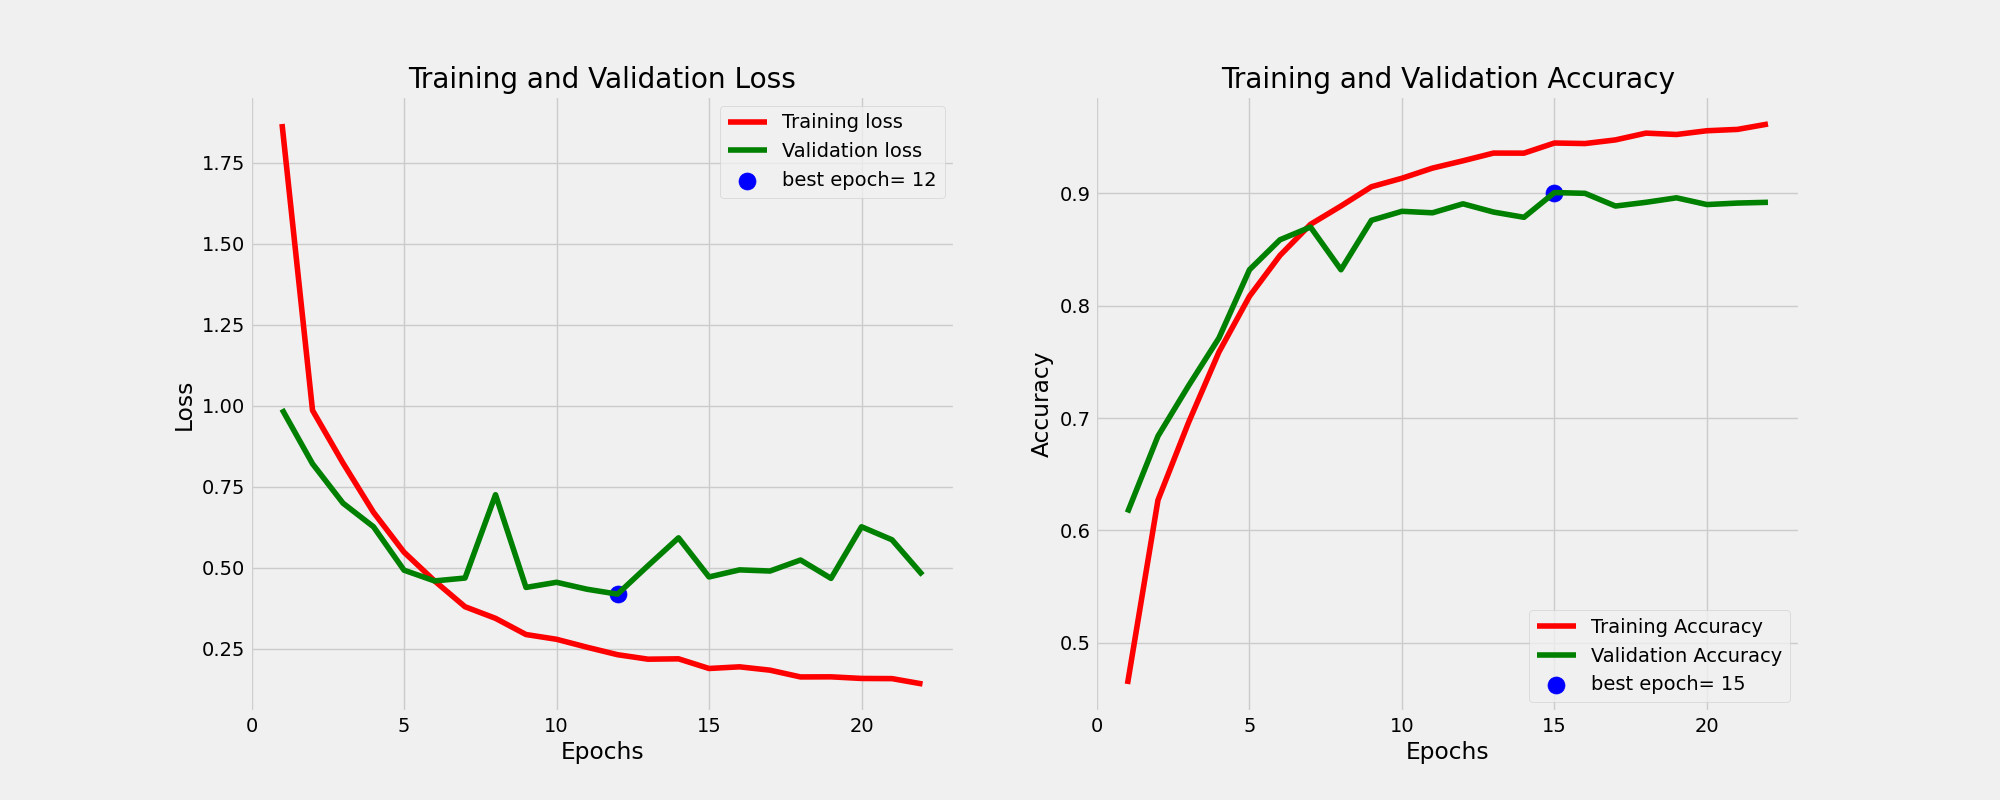 Training and Validation Loss
Training loss
Validation loss
best epoch= 12
1.75
1.50
1.25
1.00
0.75
0.50
0.25
Loss
0 5 10 15 20
Epochs
Training and Validation Accuracy
0.9
0.8
0.7
0.6
0.5
Accuracy
Training Accuracy
Validation Accuracy
best epoch= 15
0 5 10 15 20
Epochs